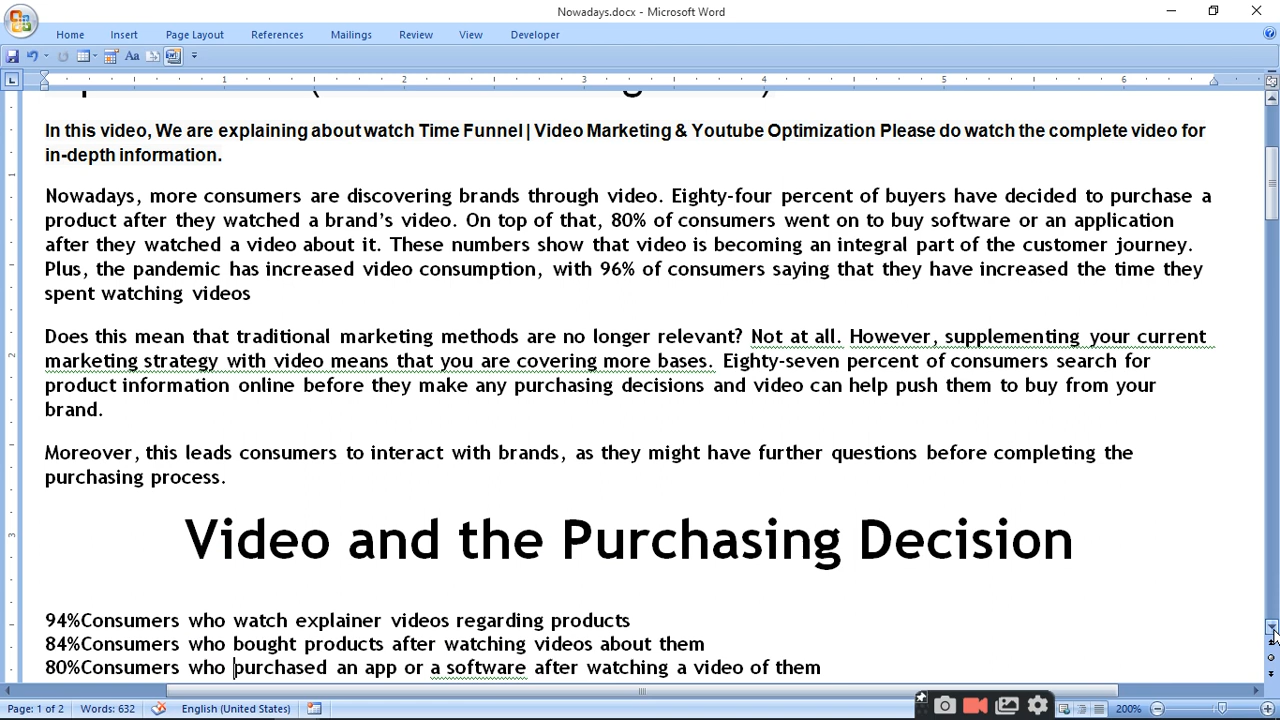 Nowadays.docx - Microsoft Word
Home Insert Page Layout References Mailings Review View Developer
Aa
1 2 3 4 5 6
In this video, We are explaining about watch Time Funnel | Video Marketing & Youtube Optimization Please do watch the complete video for
in-depth information.
Nowadays, more consumers are discovering brands through video. Eighty-four percent of buyers have decided to purchase a
product after they watched a brand’s video. On top of that, 80% of consumers went on to buy software or an application
after they watched a video about it. These numbers show that video is becoming an integral part of the customer journey.
Plus, the pandemic has increased video consumption, with 96% of consumers saying that they have increased the time they
spent watching videos
Does this mean that traditional marketing methods are no longer relevant? Not at all. However, supplementing your current
marketing strategy with video means that you are covering more bases. Eighty-seven percent of consumers search for
product information online before they make any purchasing decisions and video can help push them to buy from your
brand.
Moreover, this leads consumers to interact with brands, as they might have further questions before completing the
purchasing process.
Video and the Purchasing Decision
94%Consumers who watch explainer videos regarding products
84%Consumers who bought products after watching videos about them
80%Consumers who purchased an app or a software after watching a video of them
Page: 1 of 2 Words: 632 English (United States) 200%